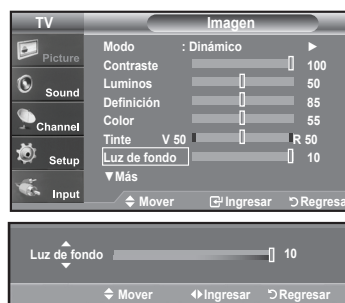 TV Imagen
Picture
Sound
Channel
Setup
Input
Modo : Dinámico ►
Contraste 100
Luminos 50
Definición 85
Color 55
Tinte V 50 R 50
Luz de fondo 10
▼Más
Mover Ingresar Regresa
Luz de fondo 10
Mover Ingresar Regresar